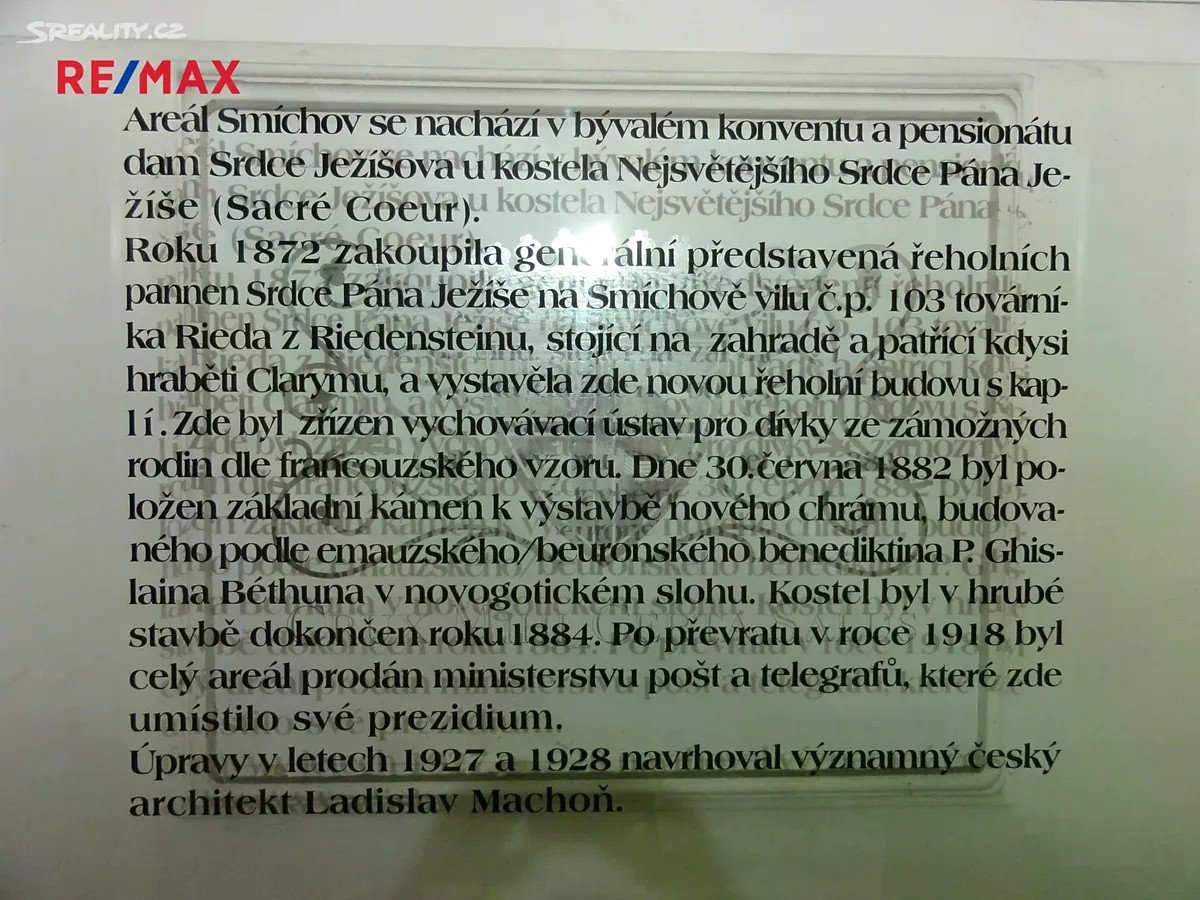 SREALITY.CZ
RE/MAX
Areál Smíchov se nachází v bývalém konventu a pensionátu
dam Srdce Ježíšova u kostela Nejsvětějšího Srdce Pána Je-
žíše (Sacré Coeur).
Roku 1872 zakoupila generální představená řeholních
pannen Srdce Pána Ježíše na Smíchově vilu č.p. 103 tovární-
ka Rieda z Riedensteinu, stojící na zahradě a patřící kdysi
hraběti Clarymu, a vystavěla zde novou řeholní budovu s kap-
lí. Zde byl zřízen vychovávací ústav pro dívky ze zámožných
rodin dle francouzského vzoru. Dne 30.června 1882 byl po-
ložen základní kámen k výstavbě nového chrámu, budova-
ného podle emauzského/beuronského benediktina P. Ghis-
laina Béthuna v novogotickém slohu. Kostel byl v hrubé
stavbě dokončen roku 1884. Po převratu v roce 1918 byl
celý areál prodán ministerstvu pošt a telegrafů, které zde
umístilo své prezidium.
Úpravy v letech 1927 a 1928 navrhoval významný český
architekt Ladislav Machoň.